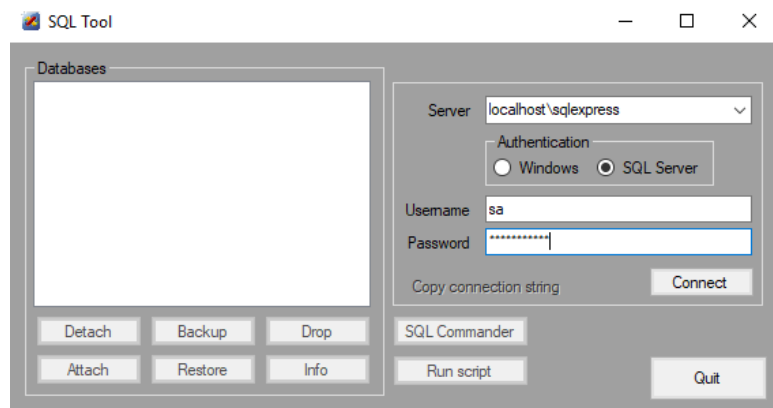 SQL Tool
Databases
Server localhost\sqlexpress
Authentication
Windows SQL Server
Username sa
Password ***********
Copy connection string Connect
Detach Backup Drop SQL Commander
Attach Restore Info Run script
Quit